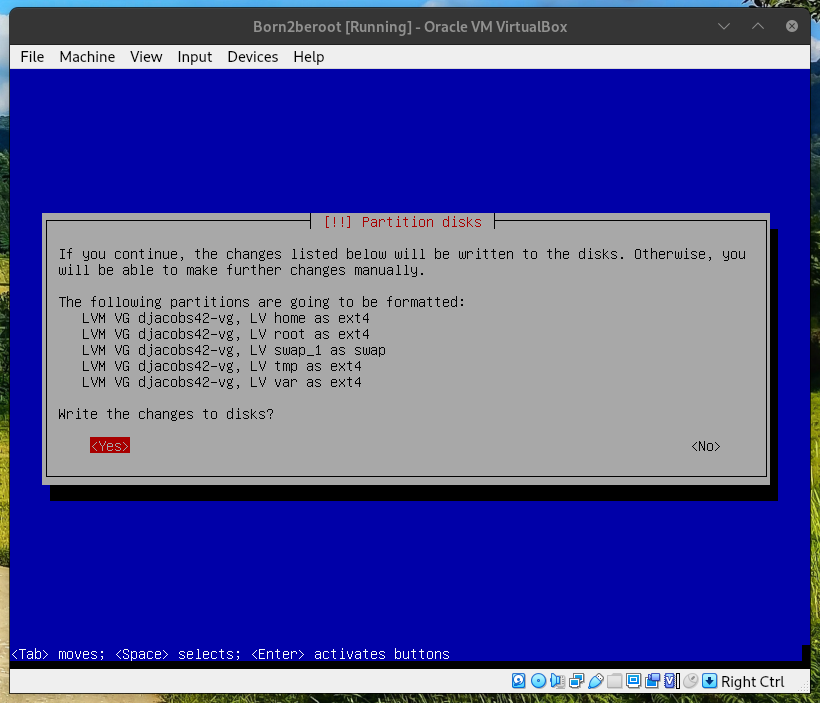 Born2beroot [Running] - Oracle VM VirtualBox
File Machine View Input Devices Help
[!!] Partition disks
If you continue, the changes listed below will be written to the disks. Otherwise, you
will be able to make further changes manually.
The following partitions are going to be formatted:
LVM VG djacobs42-vg, LV home as ext4
LVM VG djacobs42-vg, LV root as ext4
LVM VG djacobs42-vg, LV swap_1 as swap
LVM VG djacobs42-vg, LV tmp as ext4
LVM VG djacobs42-vg, LV var as ext4
Write the changes to disks?
<Yes> <No>
<Tab> moves; <Space> selects; <Enter> activates buttons
Right Ctrl